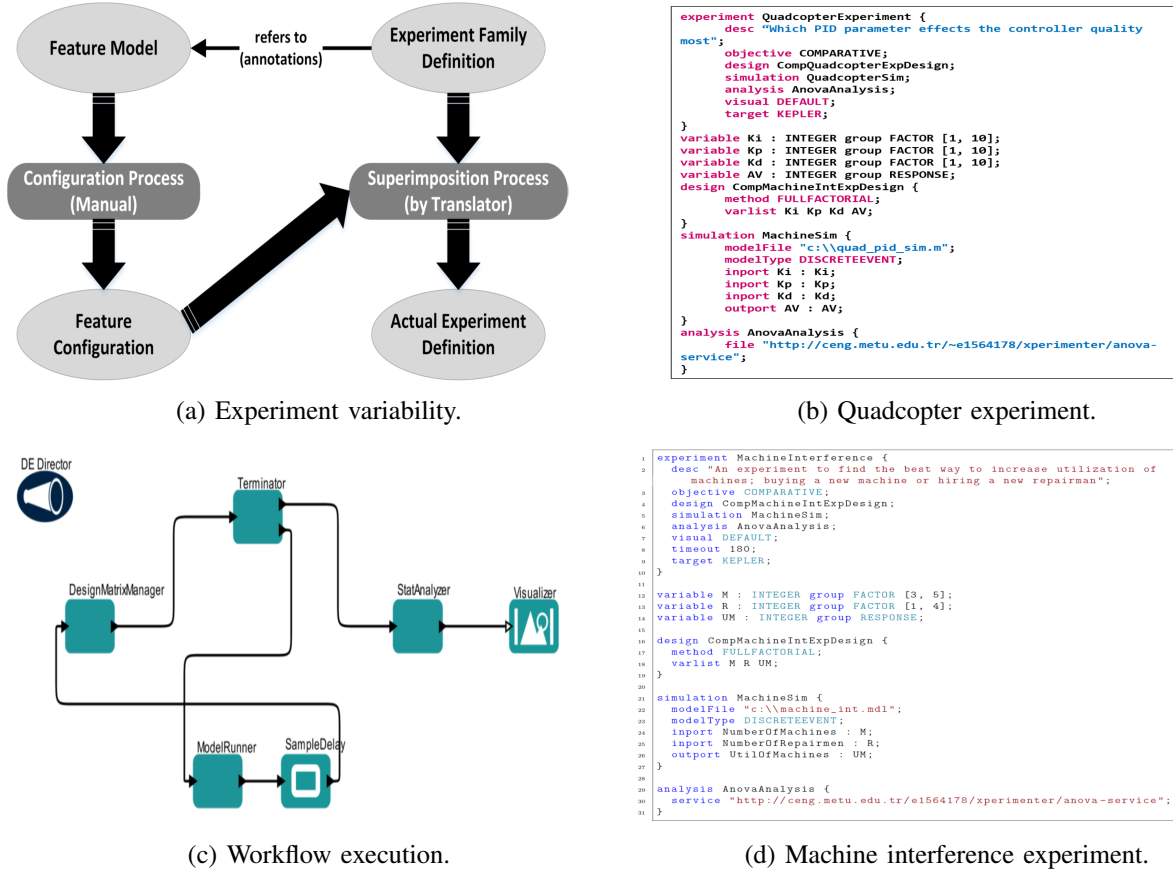 Feature Model
refers to
(annotations)
Experiment Family
Definition
Configuration Process
(Manual)
Superimposition Process
(by Translator)
Feature
Configuration
Actual Experiment
Definition
(a) Experiment variability.
experiment QuadcopterExperiment {
desc “Which PID parameter effects the controller quality
most";
objective COMPARATIVE;
design CompQuadcopterExpDesign;
simulation QuadcopterSim;
analysis AnovaAnalysis;
visual DEFAULT;
target KEPLER;
}
variable Ki : INTEGER group FACTOR [1, 10];
variable Kp : INTEGER group FACTOR [1, 10];
variable Kd : INTEGER group FACTOR [1, 10];
variable AV : INTEGER group RESPONSE;
design CompMachineIntExpDesign {
method FULLFACTORIAL;
varlist Ki Kp Kd AV;
}
simulation MachineSim {
modelFile "c:\\quad_pid_sim.m";
modelType DISCRETEEVENT;
inport Ki : Ki;
inport Kp : Kp;
inport Kd : Kd;
outport AV : AV;
}
analysis AnovaAnalysis {
file "http://ceng.metu.edu.tr/~e1564178/xperimenter/anova-
service";
}
(b) Quadcopter experiment.
DE Director
Terminator
DesignMatrixManager
StatAnalyzer
Visualizer
ModelRunner
SampleDelay
(c) Workflow execution.
1 experiment MachineInterference {
2 desc "An experiment to find the best way to increase utilization of
machines; buying a new machine or hiring a new repairman";
3 objective COMPARATIVE;
4 design CompMachineIntExpDesign;
5 simulation MachineSim;
6 analysis AnovaAnalysis;
7 visual DEFAULT;
8 timeout 180;
9 target KEPLER;
10 }
11
12 variable M : INTEGER group FACTOR [3, 5];
13 variable R : INTEGER group FACTOR [1, 4];
14 variable UM : INTEGER group RESPONSE;
15
16 design CompMachineIntExpDesign {
17 method FULLFACTORIAL;
18 varlist M R UM;
19 }
20
21 simulation MachineSim {
22 modelFile "c:\\machine_int.mdl";
23 modelType DISCRETEEVENT;
24 inport NumberOfMachines : M;
25 inport NumberOfRepairmen : R;
26 outport UtilOfMachines : UM;
27 }
28
29 analysis AnovaAnalysis {
30 service "http://ceng.metu.edu.tr/e1564178/xperimenter/anova-service";
31 }
(d) Machine interference experiment.